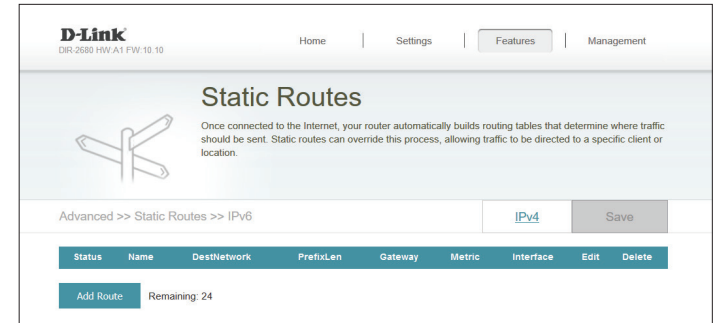 D-Link
DIR-2680 HW:A1 FW:10.10
Home Settings Features Management
Static Routes
Once connected to the Internet, your router automatically builds routing tables that determine where traffic
should be sent. Static routes can override this process, allowing traffic to be directed to a specific client or
location.
Advanced >> Static Routes >> IPv6
IPv4
Save
Status Name DestNetwork PrefixLen Gateway Metric Interface Edit Delete
Add Route Remaining: 24